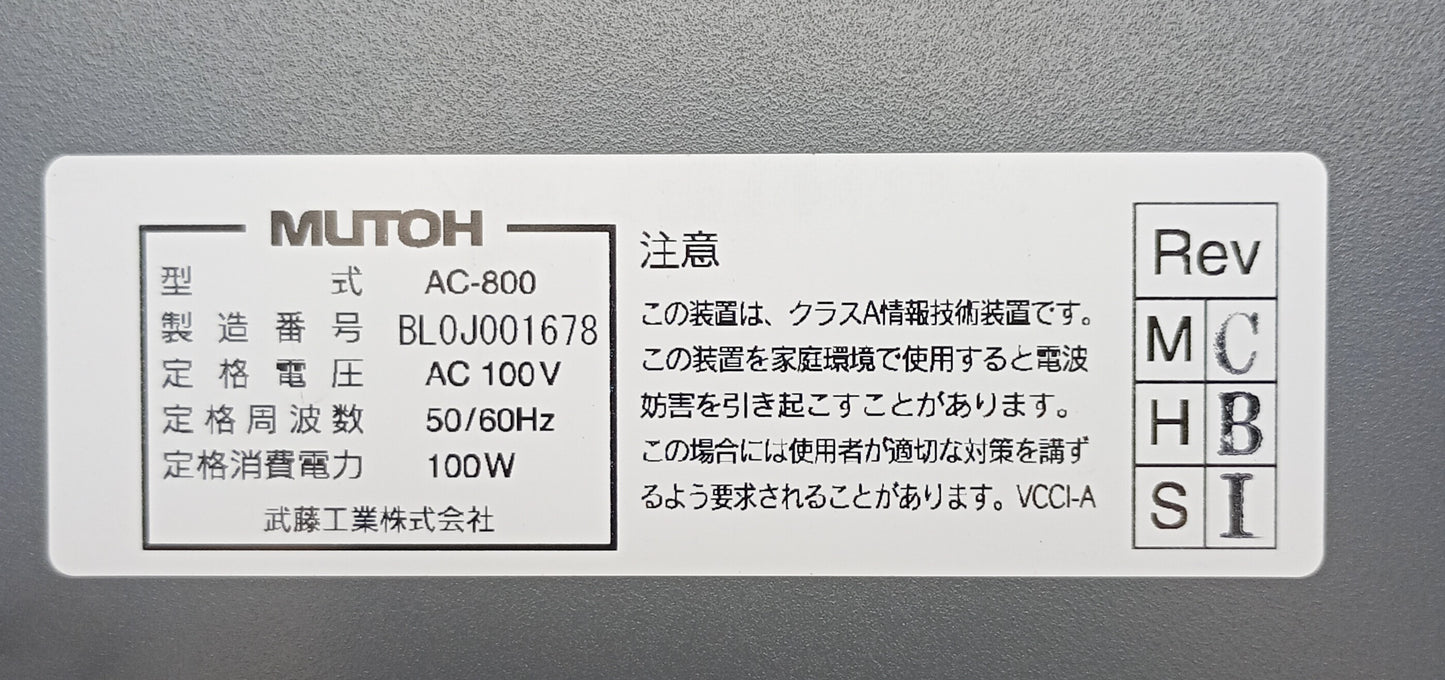 MUTOH
型式 AC-800
製造番号 BL0J001678
定格電圧 AC 100V
定格周波数 50/60Hz
定格消費電力 100W
武藤工業株式会社
注意
この装置は、クラスA情報技術装置です。
この装置を家庭環境で使用すると電波
妨害を引き起こすことがあります。
この場合には使用者が適切な対策を講ず
るよう要求されることがあります。VCCI-A
Rev
M C
H B
S I